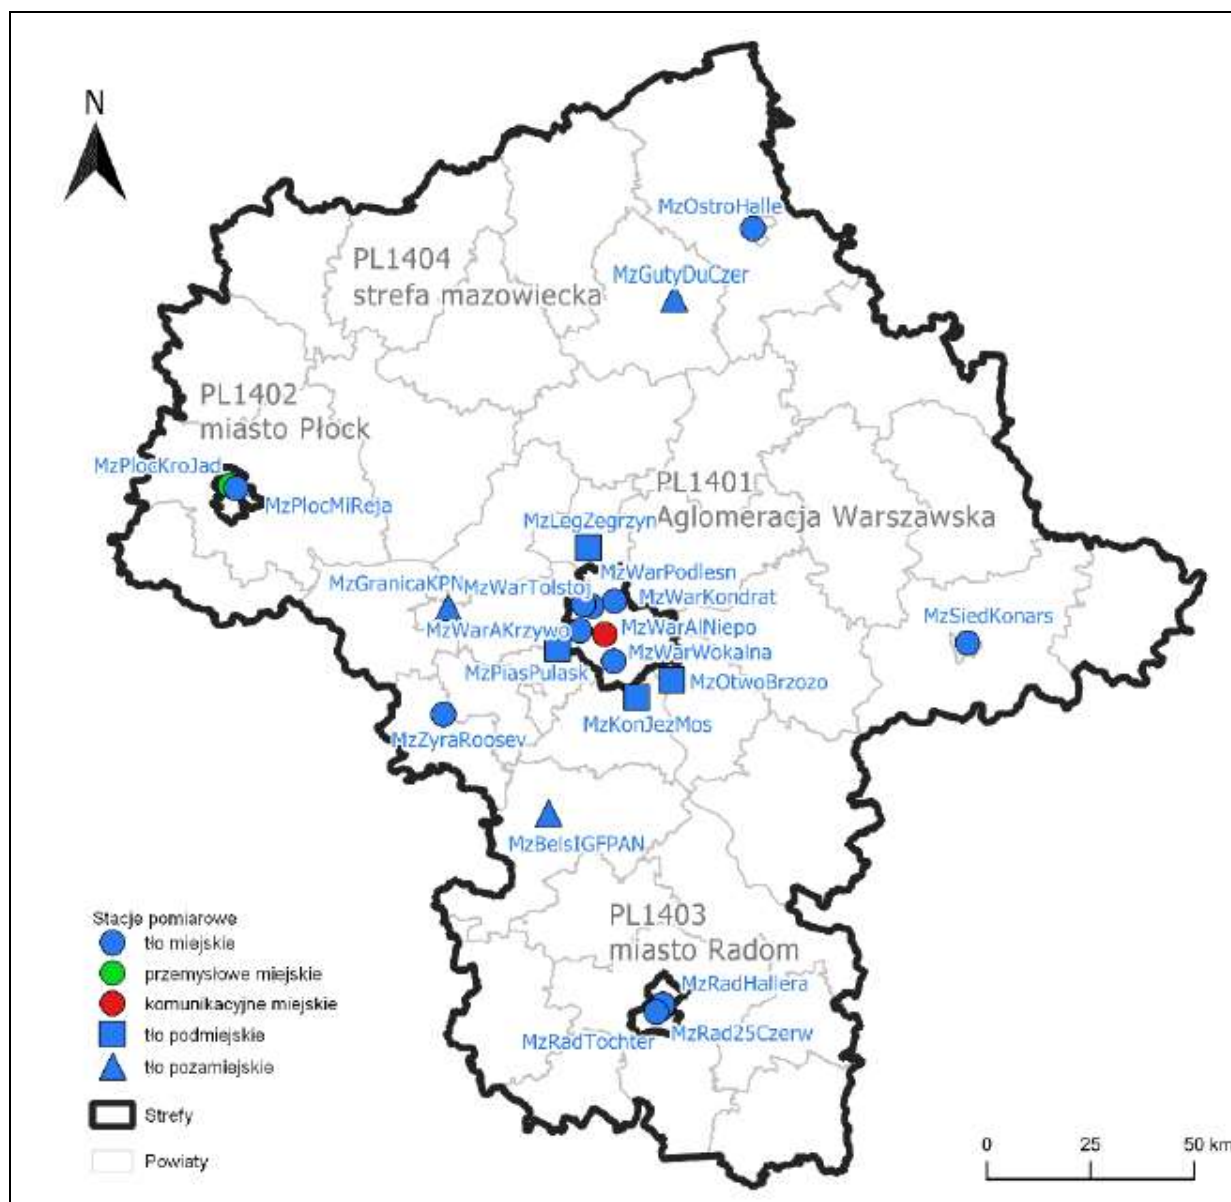 N
MzOstroHalle
PL1404
strefa mazowiecka
MzGutyDuCzer
PL1402
miasto Płock
MzPlocKroJad
MzPlocMiReja
PL1401
Aglomeracja Warszawska
MzLegZegrzyn
MzWarPodlesn
MzGranicaKPN
MzWarTolstoj
MzWarKondrat
MzSiedKonars
MzWarAKrzywo
MzWarAlNiepo
MzWarWokalna
MzPiasPulask
MzOtwoBrzozo
MzKonJezMos
MzZyraRoosev
MzBelsIGFPAN
PL1403
miasto Radom
MzRadHallera
MzRad25Czerw
MzRadTochter
Stacje pomiarowe
tło miejskie
przemysłowe miejskie
komunikacyjne miejskie
tło podmiejskie
tło pozamiejskie
Strefy
Powiaty
0 25 50 km